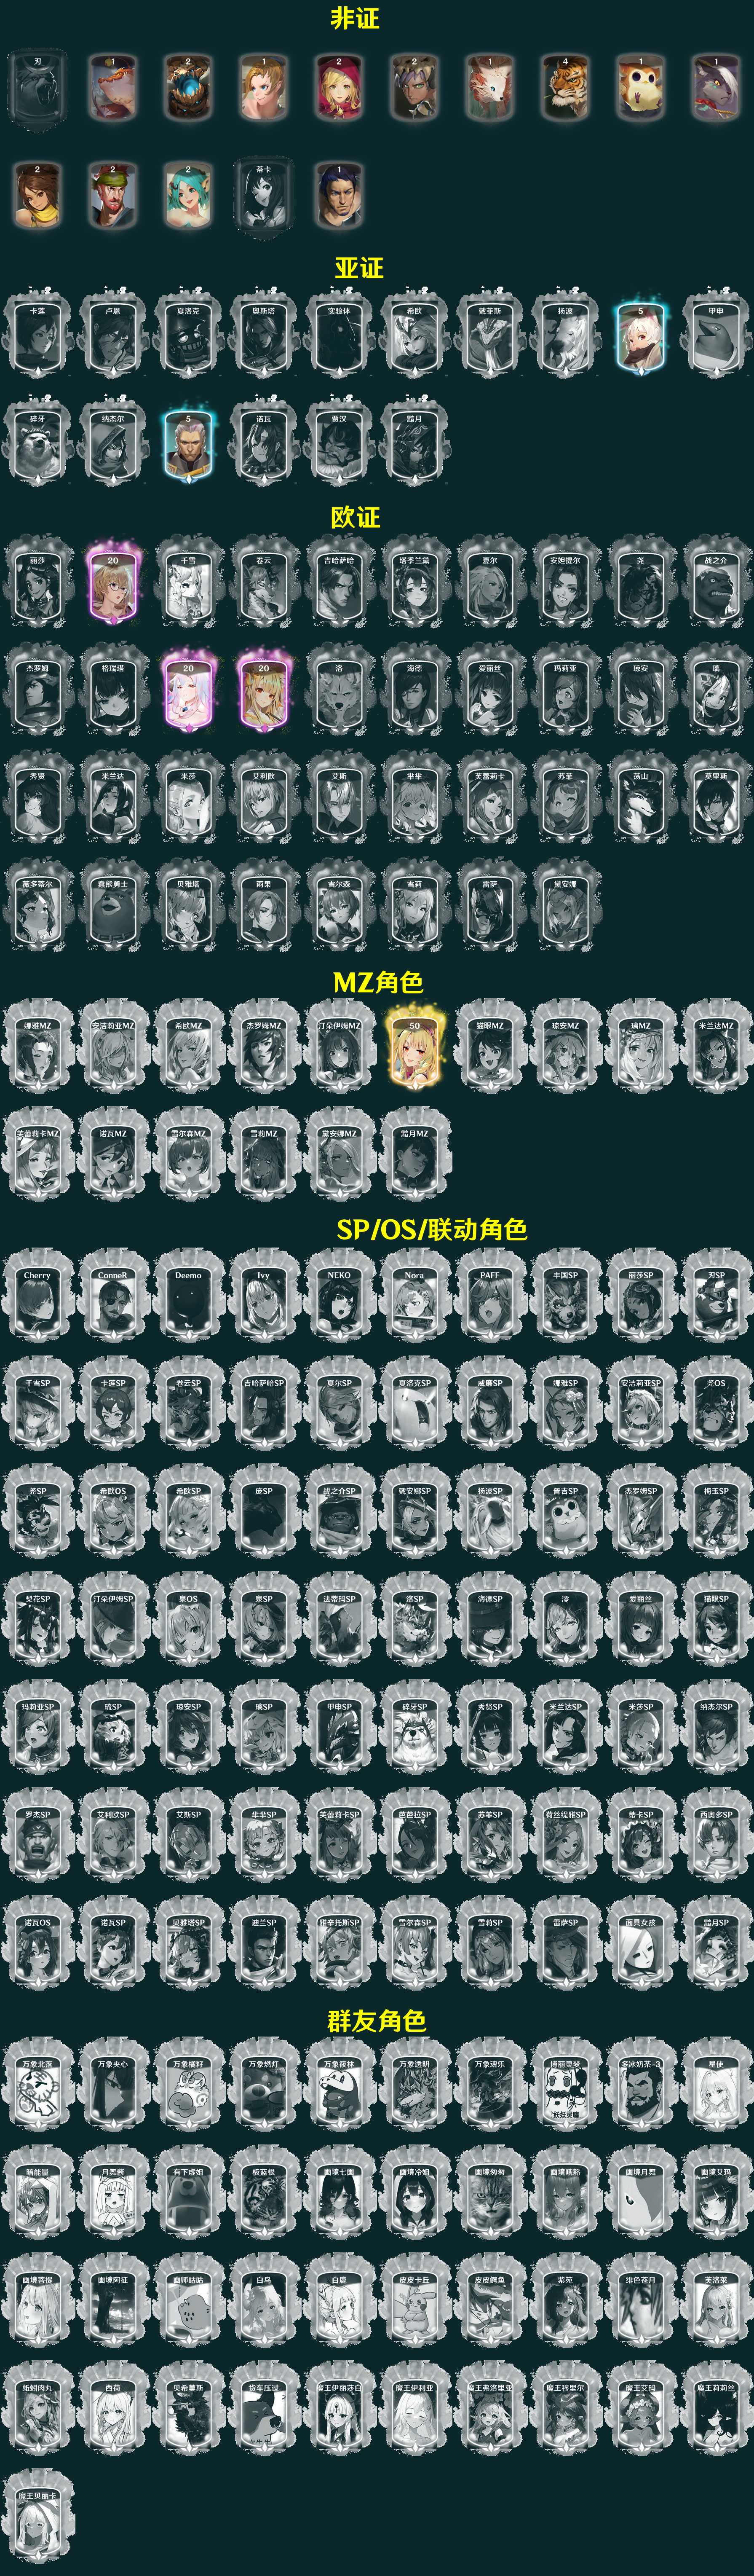 非证
刃 1 2 1 2 2 1 4 1 1
2 2 2 蒂卡 1
亚证
卡莲 卢恩 夏洛克 奥斯塔 实验体 希欧 戴菲斯 扬波 5 甲申
碎牙 纳杰尔 5 诺瓦 贾汉 黯月
欧证
丽莎 20 千雪 卷云 吉哈萨哈 塔季兰黛 夏尔 安妲提尔 尧 战之介
杰罗姆 格瑞塔 20 20 洛 海德 爱丽丝 玛莉亚 琼安 璃
秀贤 米兰达 米莎 艾利欧 艾斯 芈芈 芙蕾莉卡 苏菲 荡山 莫里斯
薇多蒂尔 蠢熊勇士 贝雅塔 雨果 雪尔森 雪莉 雷萨 黛安娜
MZ角色
娜雅MZ 安洁莉亚MZ 希欧MZ 杰罗姆MZ 汀朵伊姆MZ 50 猫眼MZ 琼安MZ 璃MZ 米兰达MZ
芙蕾莉卡MZ 诺瓦MZ 雪尔森MZ 雪莉MZ 黛安娜MZ 黯月MZ
SP/OS/联动角色
Cherry ConneR Deemo Ivy NEKO Nora PAFF 丰国SP 丽莎SP 刃SP
千雪SP 卡莲SP 卷云SP 吉哈萨哈SP 夏尔SP 夏洛克SP 威廉SP 娜雅SP 安洁莉亚SP 尧OS
尧SP 希欧OS 希欧SP 庞SP 战之介SP 戴安娜SP 扬波SP 普吉SP 杰罗姆SP 梅玉SP
梨花SP 汀朵伊姆SP 泉OS 泉SP 法蒂玛SP 洛SP 海德SP 澪 爱丽丝 猫眼SP
玛莉亚SP 琉SP 琼安SP 璃SP 甲申SP 碎牙SP 秀贤SP 米兰达SP 米莎SP 纳杰尔SP
罗杰SP 艾利欧SP 艾斯SP 芈芈SP 芙蕾莉卡SP 芭芭拉SP 苏菲SP 荷丝缇雅SP 蒂卡SP 西奥多SP
诺瓦OS 诺瓦SP 贝雅塔SP 迪兰SP 雅辛托斯SP 雪尔森SP 雪莉SP 雷萨SP 面具女孩 黯月SP
群友角色
万象北落 万象夹心 万象橘籽 万象燃灯 万象筱林 万象透明 万象魂乐 博丽灵梦 多冰奶茶-3 星使
暗能量 月舞酱 有下虚姐 板蓝根 画境七画 画境冷姐 画境匆匆 画境晴豁 画境月舞 画境艾玛
画境菩提 画境阿征 画师咕咕 白鸟 白鹿 皮皮卡丘 皮皮鳄鱼 紫苑 绯色苍月 芙洛莱
蚯蚓肉丸 西荷 贝希莫斯 货车压过 魔王伊丽莎白 魔王伊利亚 魔王弗洛里亚 魔王穆里尔 魔王艾玛 魔王莉莉丝
魔王贝丽卡